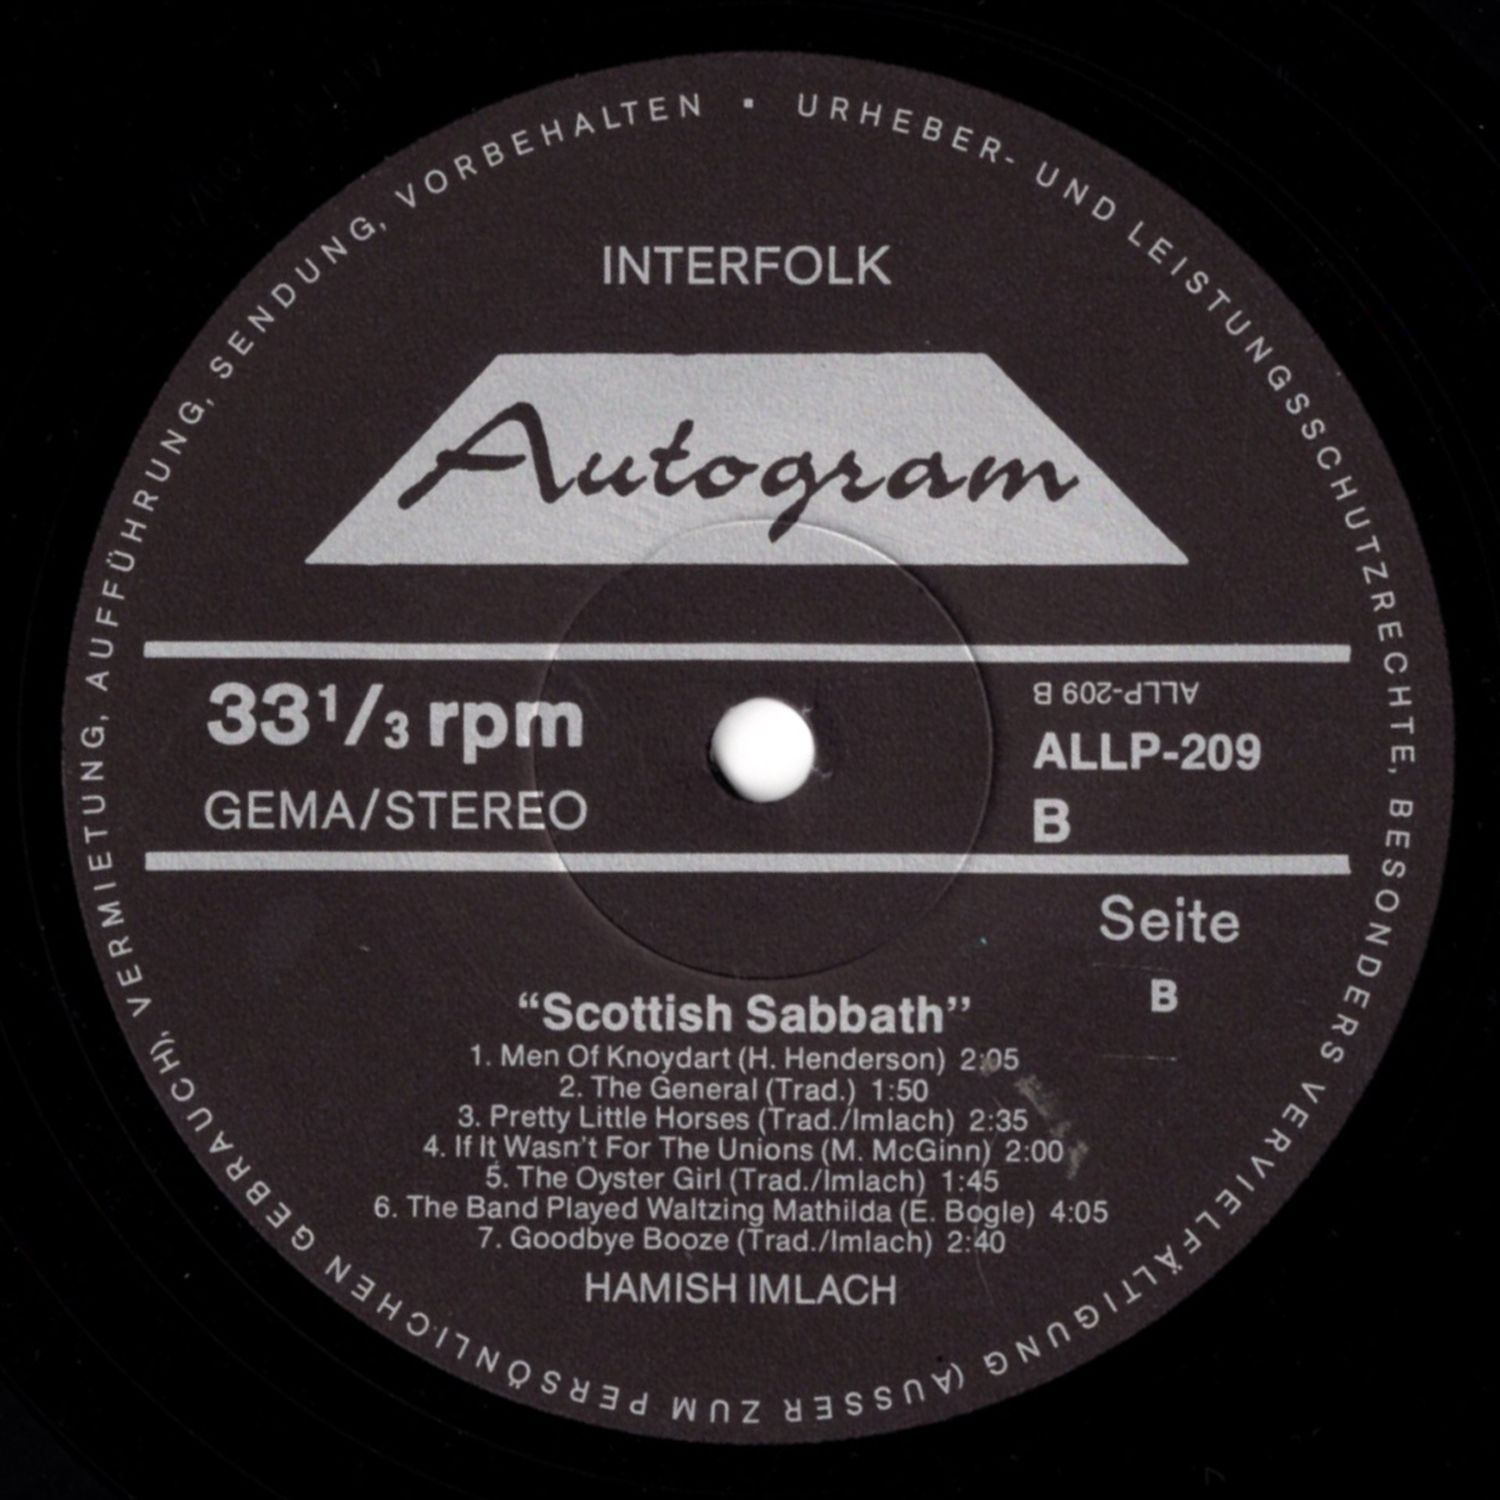 URHEBER- UND LEISTUNGSSCHUTZRECHTE, BESONDERS VERVIELFÄLTIGUNG (AUSSER ZUM PERSÖNLICHEN GEBRAUCH), VERMIETUNG, AUFFÜHRUNG, SENDUNG, VORBEHALTEN ·
INTERFOLK
Autogram
33 1/3 rpm
GEMA/STEREO
ALLP-209 B
ALLP-209
B
Seite
B
“Scottish Sabbath”
1. Men Of Knoydart (H. Henderson) 2:05
2. The General (Trad.) 1:50
3. Pretty Little Horses (Trad./Imlach) 2:35
4. If It Wasn't For The Unions (M. McGinn) 2:00
5. The Oyster Girl (Trad./Imlach) 1:45
6. The Band Played Waltzing Mathilda (E. Bogle) 4:05
7. Goodbye Booze (Trad./Imlach) 2:40
HAMISH IMLACH